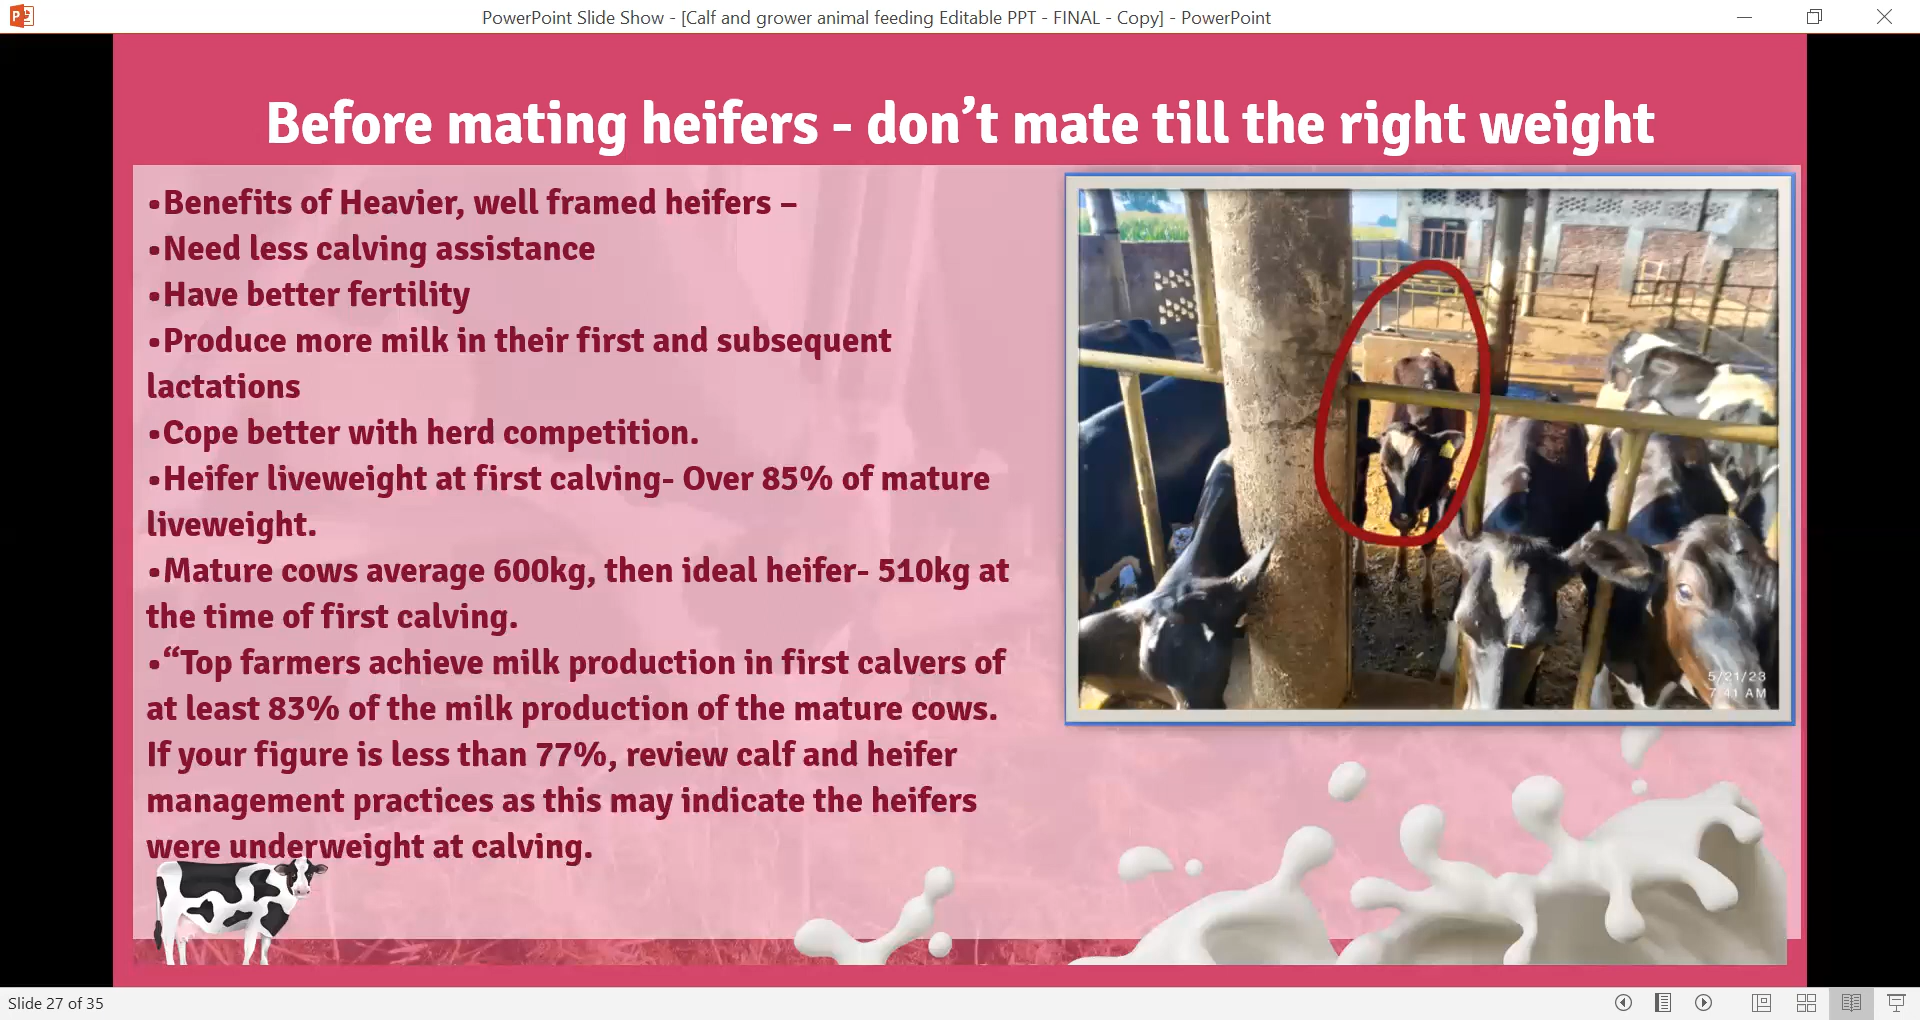 PowerPoint Slide Show - [Calf and grower animal feeding Editable PPT - FINAL - Copy] - PowerPoint
Before mating heifers - don't mate till the right weight
•Benefits of Heavier, well framed heifers –
•Need less calving assistance
•Have better fertility
•Produce more milk in their first and subsequent
lactations
•Cope better with herd competition.
•Heifer liveweight at first calving- Over 85% of mature
liveweight.
•Mature cows average 600kg, then ideal heifer- 510kg at
the time of first calving.
•“Top farmers achieve milk production in first calvers of
at least 83% of the milk production of the mature cows.
If your figure is less than 77%, review calf and heifer
management practices as this may indicate the heifers
were underweight at calving.
5/21/23
7:41 AM
Slide 27 of 35